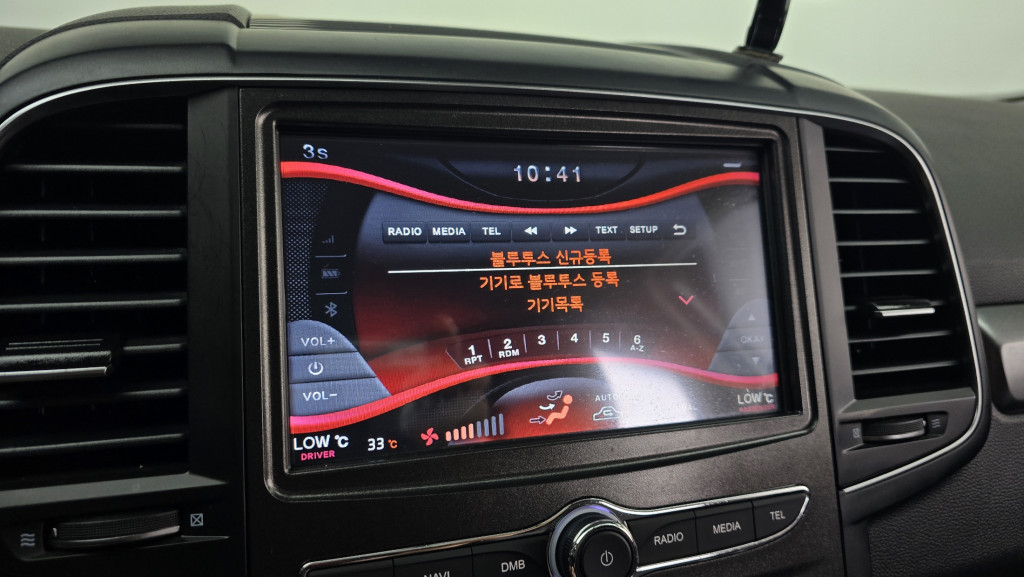 3s
10:41
RADIO MEDIA TEL TEXT SETUP
블루투스 신규등록
기기로 블루투스 등록
기기목록
1 2 3 4 5 6
RPT RDM A-Z
VOL+
VOL-
OKAY
AUTO
LOW ℃ 33 ℃ LOW ℃
DRIVER PASSENGER
NAVI DMB RADIO MEDIA TEL